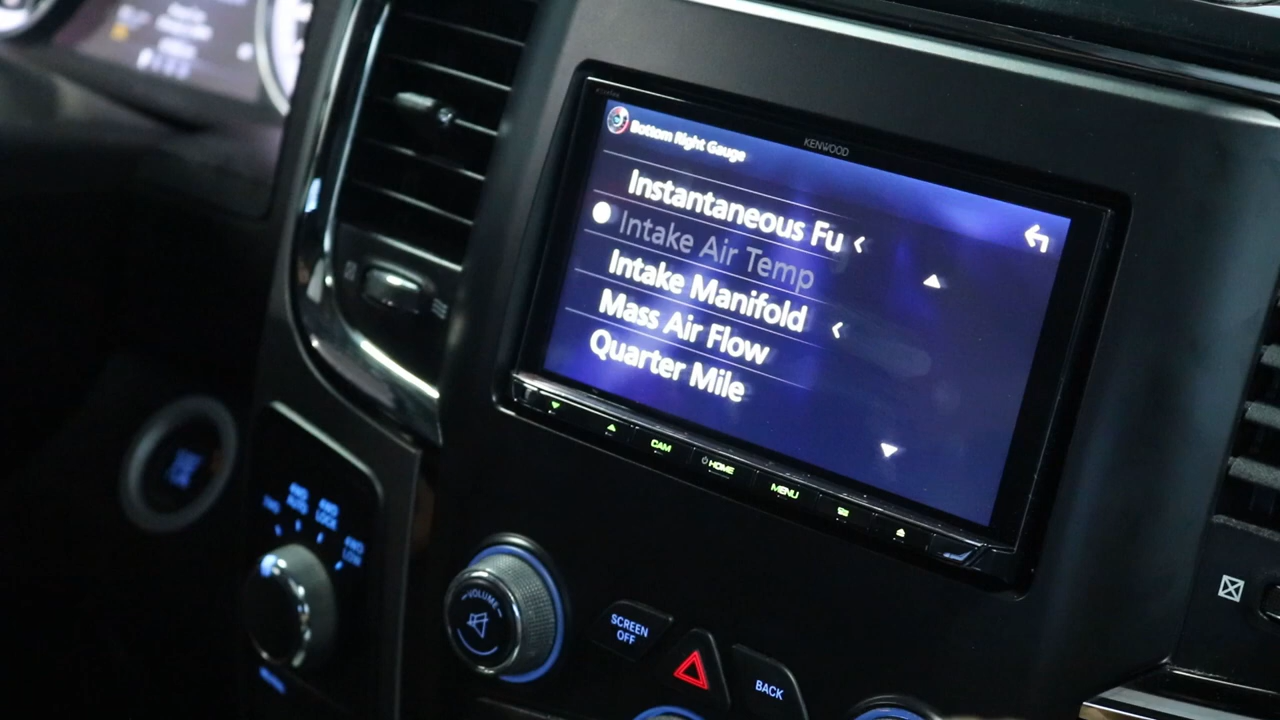 KENWOOD
Bottom Right Gauge
Instantaneous Fu
Intake Air Temp
Intake Manifold
Mass Air Flow
Quarter Mile
CAM
HOME
MENU
4WD AUTO
4WD LOCK
4WD LOW
VOLUME
SCREEN OFF
BACK